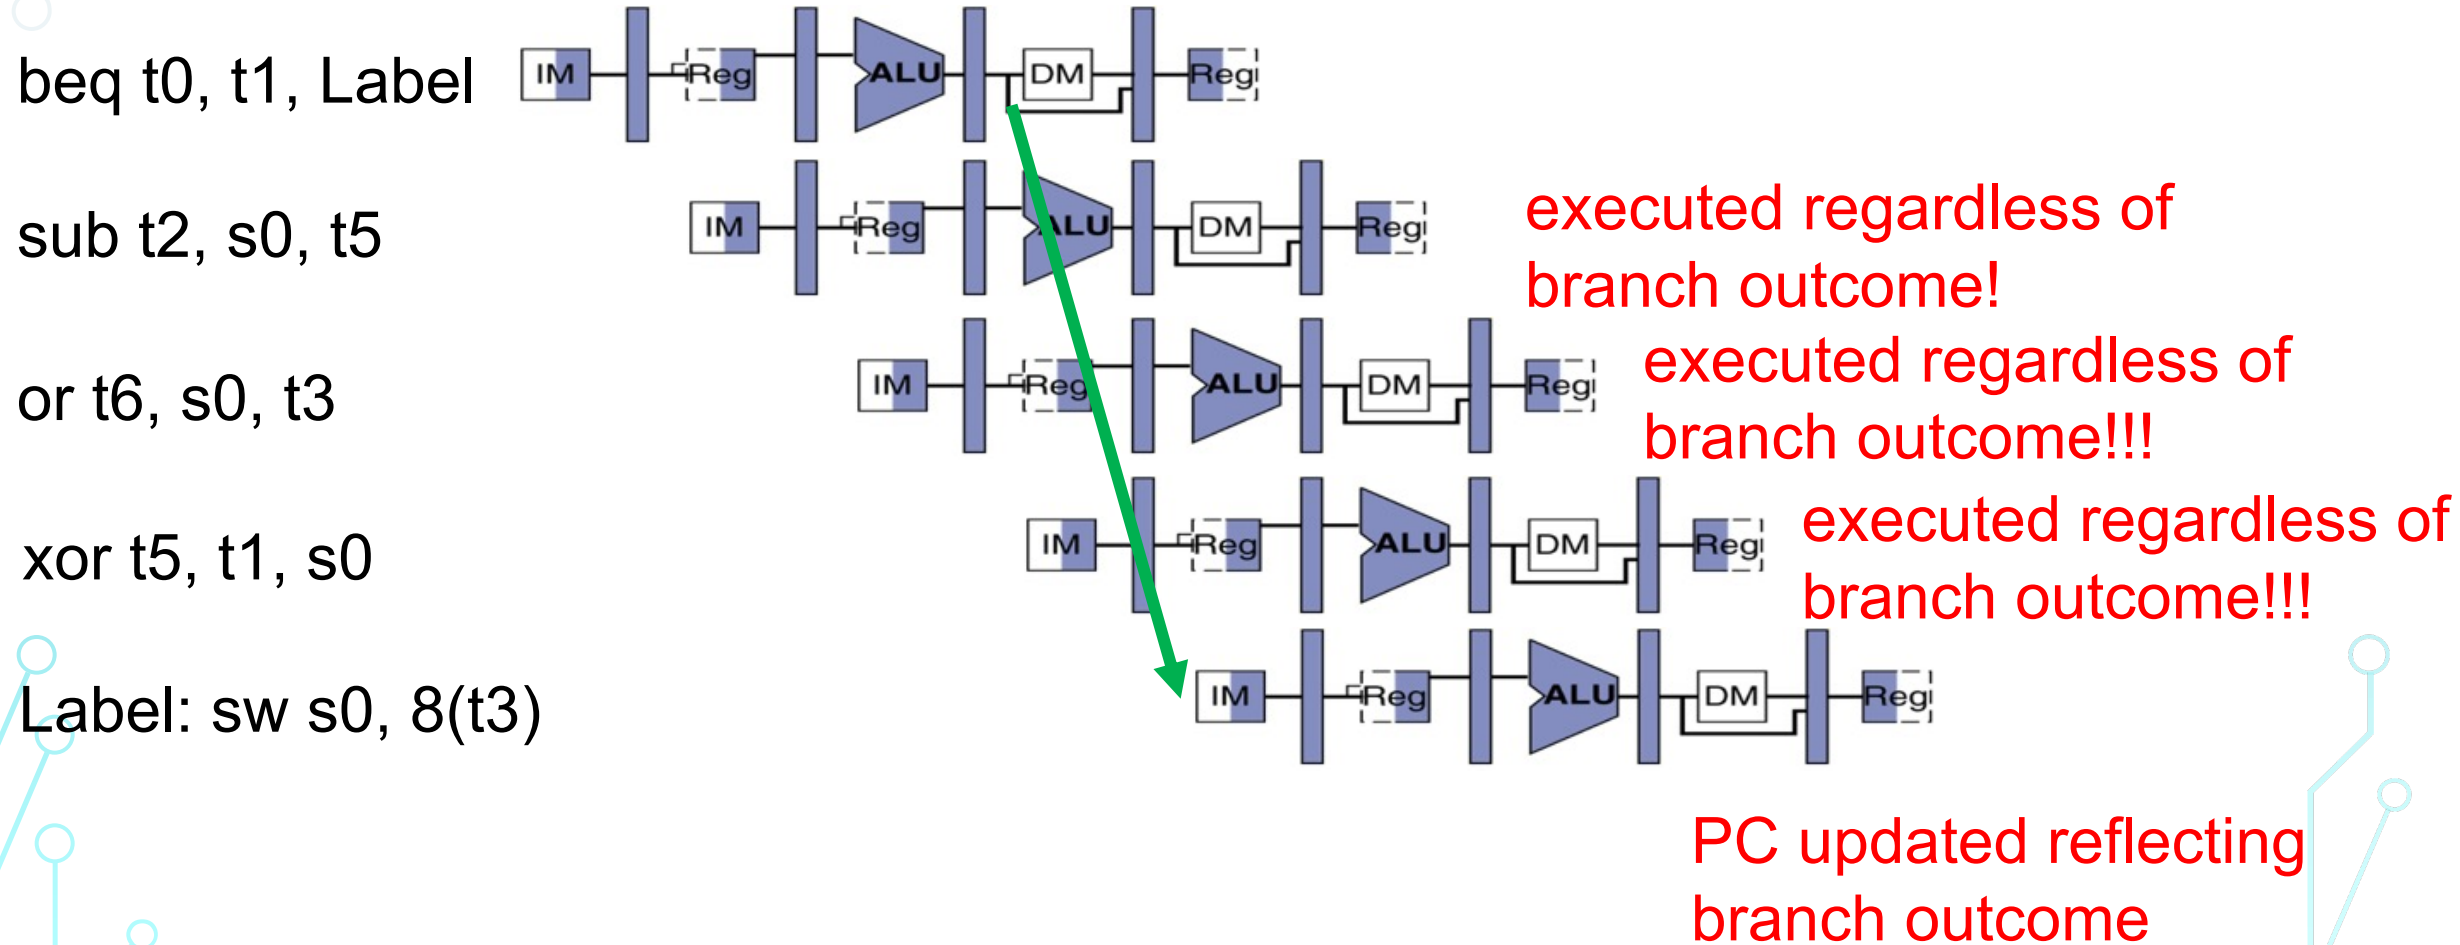 beq t0, t1, Label
IM Reg ALU DM Reg
sub t2, s0, t5
IM Reg ALU DM Reg
executed regardless of
branch outcome!
or t6, s0, t3
IM Reg ALU DM Reg
executed regardless of
branch outcome!!!
xor t5, t1, s0
IM Reg ALU DM Reg
executed regardless of
branch outcome!!!
Label: sw s0, 8(t3)
IM Reg ALU DM Reg
PC updated reflecting
branch outcome